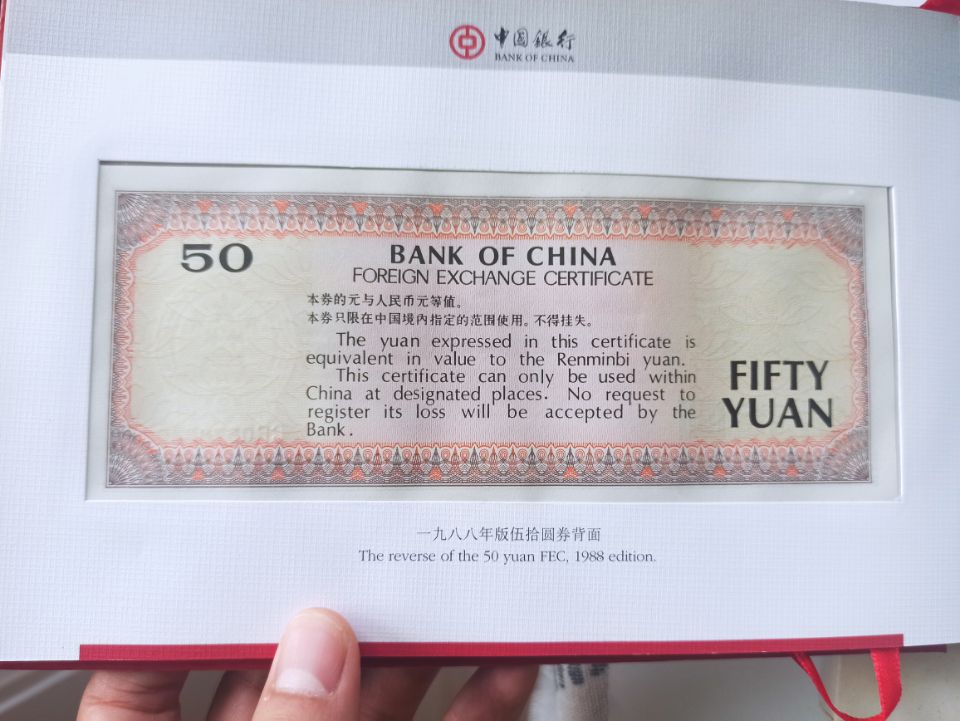 中国銀行
BANK OF CHINA
50
BANK OF CHINA
FOREIGN EXCHANGE CERTIFICATE
本券的元与人民币元等值。
本券只限在中国境内指定的范围使用。不得挂失。
The yuan expressed in this certificate is
equivalent in value to the Renminbi yuan.
This certificate can only be used within
China at designated places. No request to
register its loss will be accepted by the
Bank.
FIFTY
YUAN
一九八八年版伍拾圆券背面
The reverse of the 50 yuan FEC, 1988 edition.